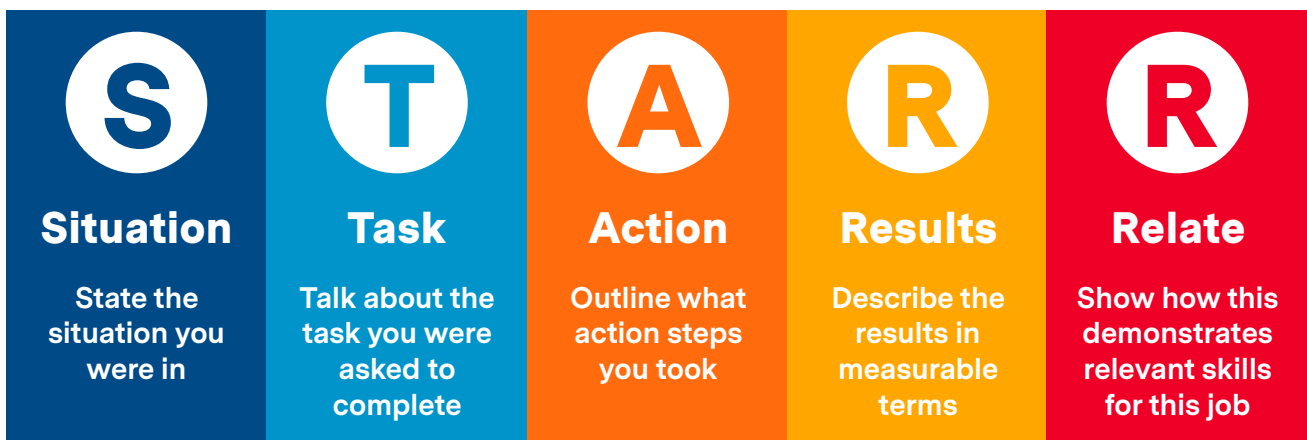 S
Situation
State the
situation you
were in
T
Task
Talk about the
task you were
asked to
complete
A
Action
Outline what
action steps
you took
R
Results
Describe the
results in
measurable
terms
R
Relate
Show how this
demonstrates
relevant skills
for this job